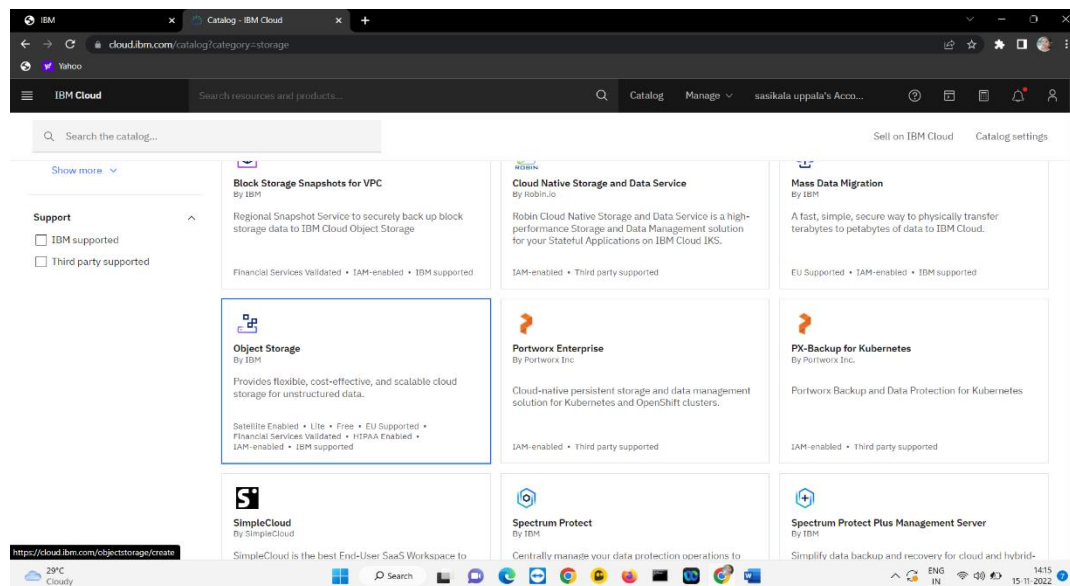 IBM
Catalog - IBM Cloud
cloud.ibm.com/catalog?category=storage
Yahoo
IBM Cloud
Search resources and products...
Catalog
Manage
sasikala uppala's Acco...
Search the catalog...
Sell on IBM Cloud
Catalog settings
Show more
Support
IBM supported
Third party supported
Block Storage Snapshots for VPC
By IBM
Regional Snapshot Service to securely back up block
storage data to IBM Cloud Object Storage
Financial Services Validated • IAM-enabled • IBM supported
ROBIN
Cloud Native Storage and Data Service
By Robin.io
Robin Cloud Native Storage and Data Service is a high-
performance Storage and Data Management solution
for your Stateful Applications on IBM Cloud IKS.
IAM-enabled • Third party supported
Mass Data Migration
By IBM
A fast, simple, secure way to physically transfer
terabytes to petabytes of data to IBM Cloud.
EU Supported • IAM-enabled • IBM supported
Object Storage
By IBM
Provides flexible, cost-effective, and scalable cloud
storage for unstructured data.
Satellite Enabled • Lite • Free • EU Supported •
Financial Services Validated • HIPAA Enabled •
IAM-enabled • IBM supported
Portworx Enterprise
By Portworx Inc
Cloud-native persistent storage and data management
solution for Kubernetes and OpenShift clusters.
IAM-enabled • Third party supported
PX-Backup for Kubernetes
By Portworx Inc.
Portworx Backup and Data Protection for Kubernetes
IAM-enabled • Third party supported
SimpleCloud
By SimpleCloud
SimpleCloud is the best End-User SaaS Workspace to
Spectrum Protect
By IBM
Centrally manage your data protection operations to
Spectrum Protect Plus Management Server
By IBM
Simplify data backup and recovery for cloud and hybrid-
https://cloud.ibm.com/objectstorage/create
29°C
Cloudy
Search
ENG
IN
14:15
15-11-2022
7